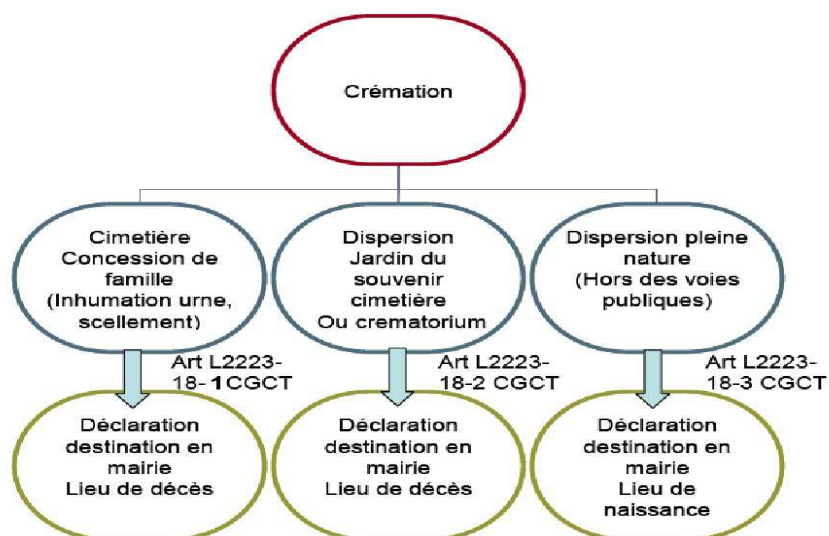 Crémation
Cimetière
Concession de
famille
(Inhumation urne,
scellement)
Dispersion
Jardin du
souvenir
cimetière
Ou crematorium
Dispersion pleine
nature
(Hors des voies
publiques)
Art L2223-
18-1CGCT
Art L2223-
18-2 CGCT
Art L2223-
18-3 CGCT
Déclaration
destination en
mairie
Lieu de décès
Déclaration
destination en
mairie
Lieu de décès
Déclaration
destination en
mairie
Lieu de
naissance